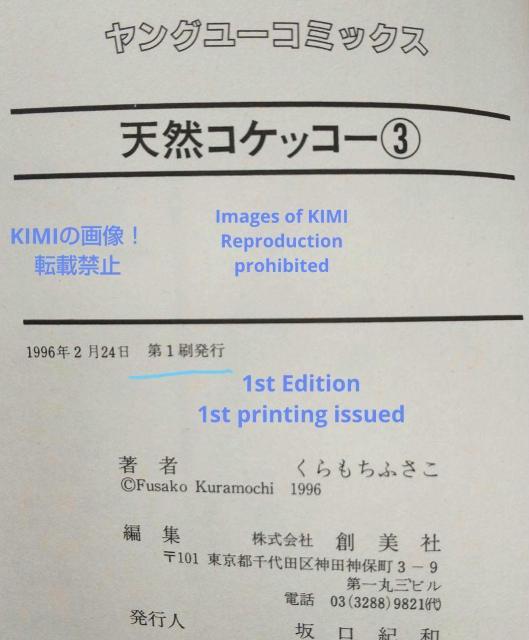 ヤングユーコミックス
天然コケッコー③
KIMIの画像！
転載禁止
Images of KIMI
Reproduction
prohibited
1996年2月24日 第1刷発行
1st Edition
1st printing issued
著 者 くらもちふさこ
©Fusako Kuramochi 1996
編 集 株式会社 創 美 社
〒101 東京都千代田区神田神保町3－9
第一丸三ビル
電話 03(3288)9821㈹
発行人 坂 口 紀 和